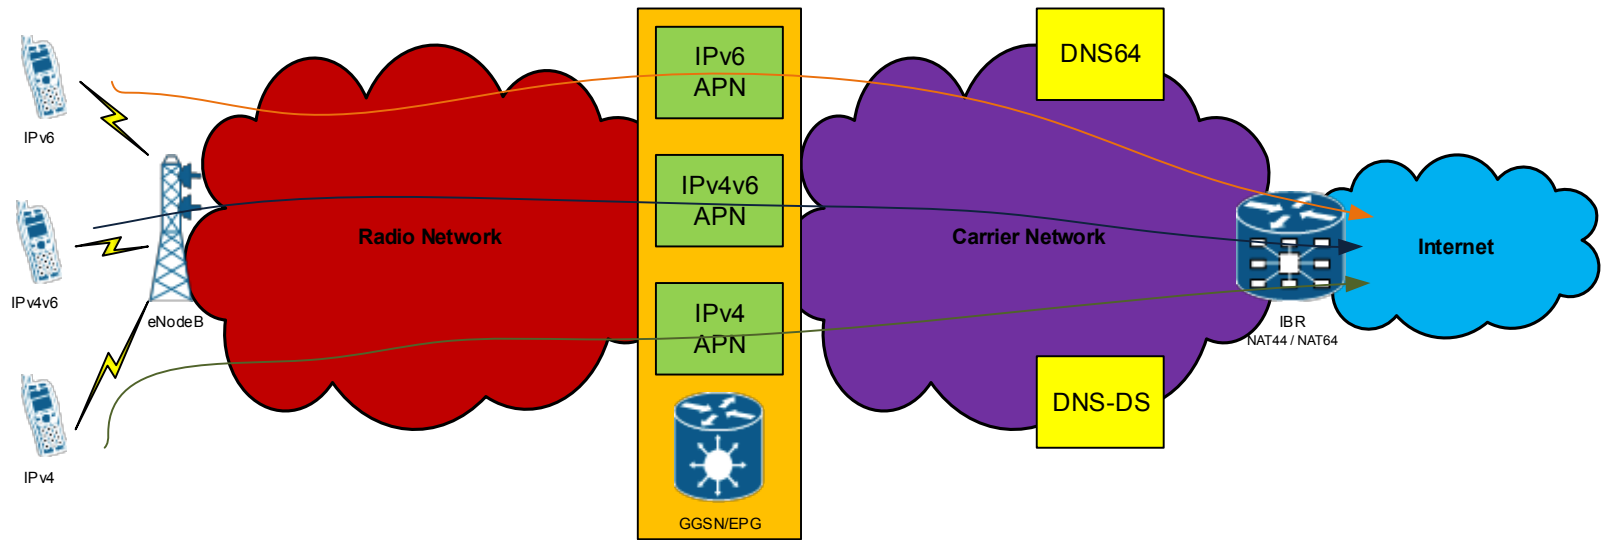 IPv6
IPv4v6
IPv4
eNodeB
Radio Network
IPv6
APN
IPv4v6
APN
IPv4
APN
GGSN/EPG
DNS64
Carrier Network
DNS-DS
IBR
NAT44 / NAT64
Internet